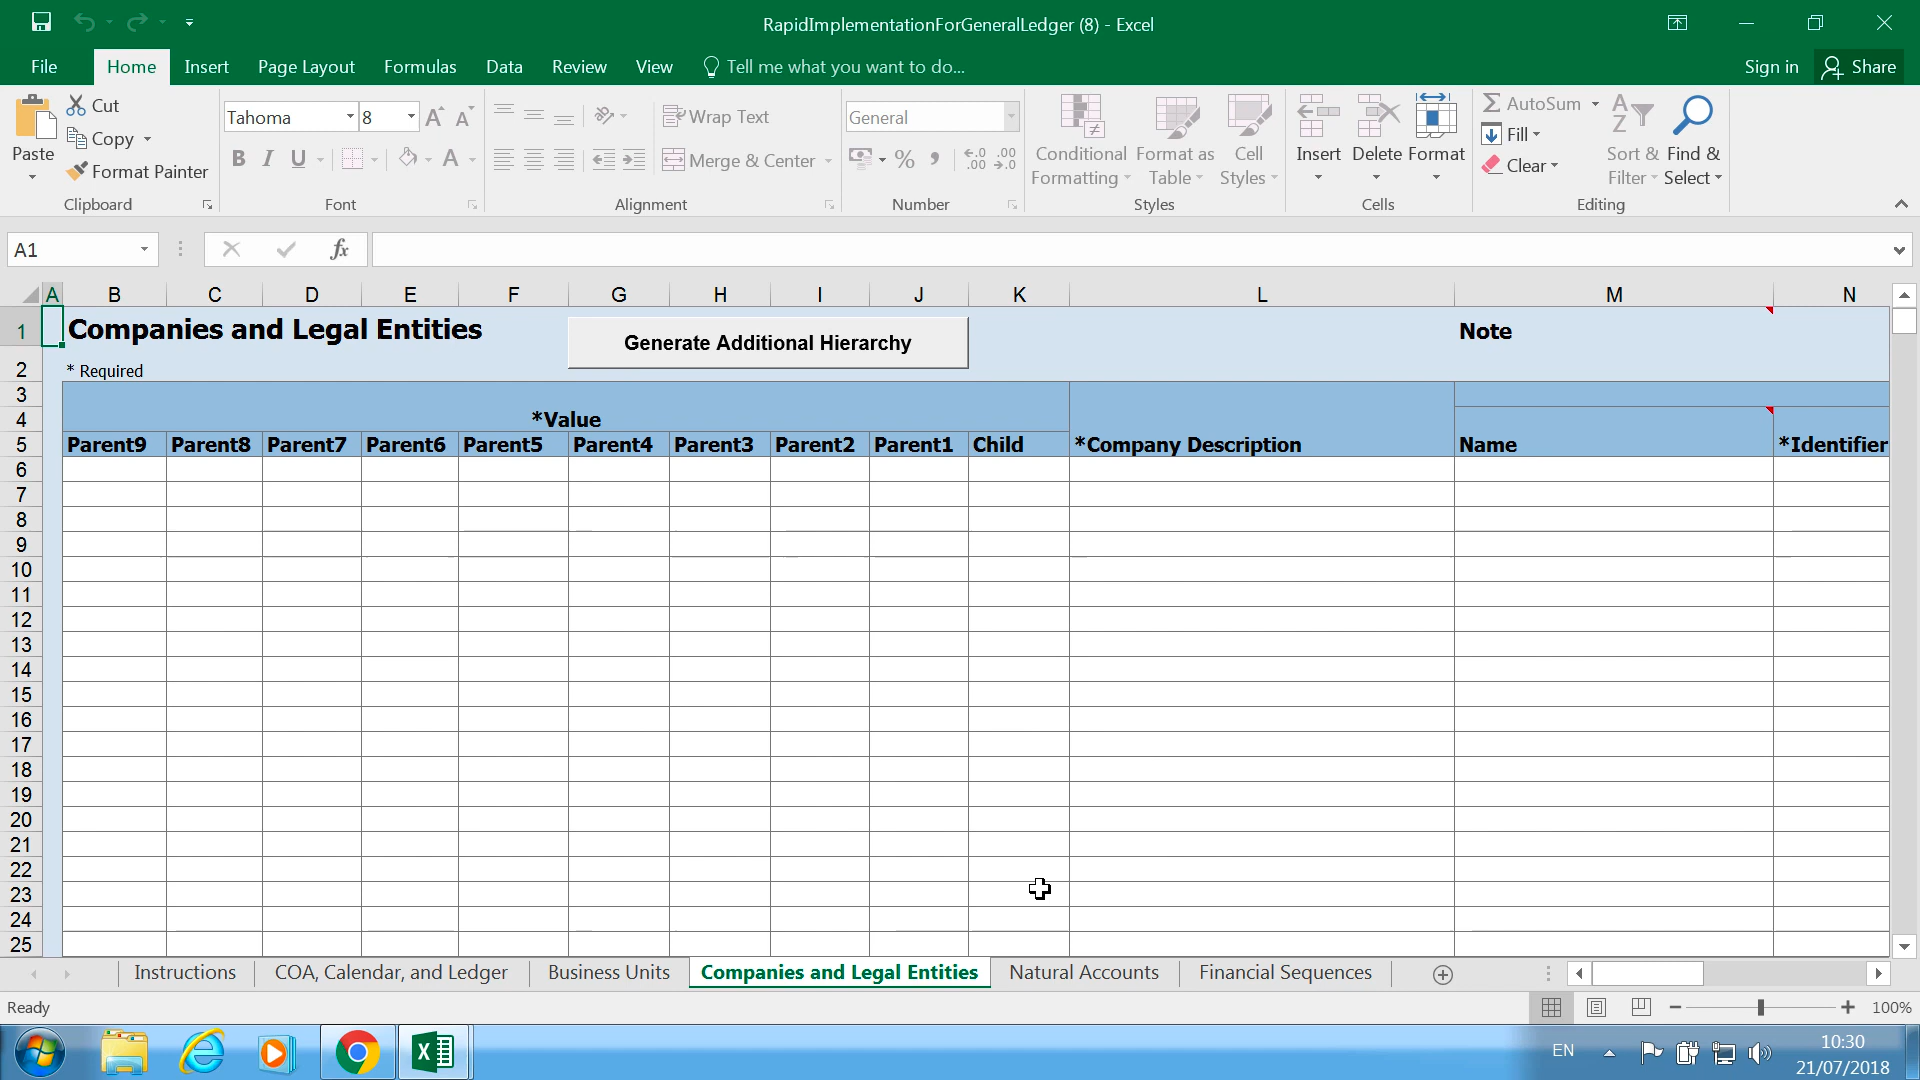 RapidImplementationForGeneralLedger (8) - Excel
File Home Insert Page Layout Formulas Data Review View Tell me what you want to do... Sign in Share
Paste Cut Copy Format Painter Clipboard
Tahoma 8 A A B I U A Font
Wrap Text Merge & Center Alignment
General % , .00 .0 Number
Conditional Formatting Format as Table Cell Styles Styles
Insert Delete Format Cells
AutoSum Fill Clear Sort & Filter Find & Select Editing
A1 fx
A B C D E F G H I J K L M N
1 Companies and Legal Entities Generate Additional Hierarchy Note
2 * Required
3
4 *Value
5 Parent9 Parent8 Parent7 Parent6 Parent5 Parent4 Parent3 Parent2 Parent1 Child *Company Description Name *Identifier
6
7
8
9
10
11
12
13
14
15
16
17
18
19
20
21
22
23
24
25
Instructions COA, Calendar, and Ledger Business Units Companies and Legal Entities Natural Accounts Financial Sequences
Ready 100%
EN 10:30
21/07/2018